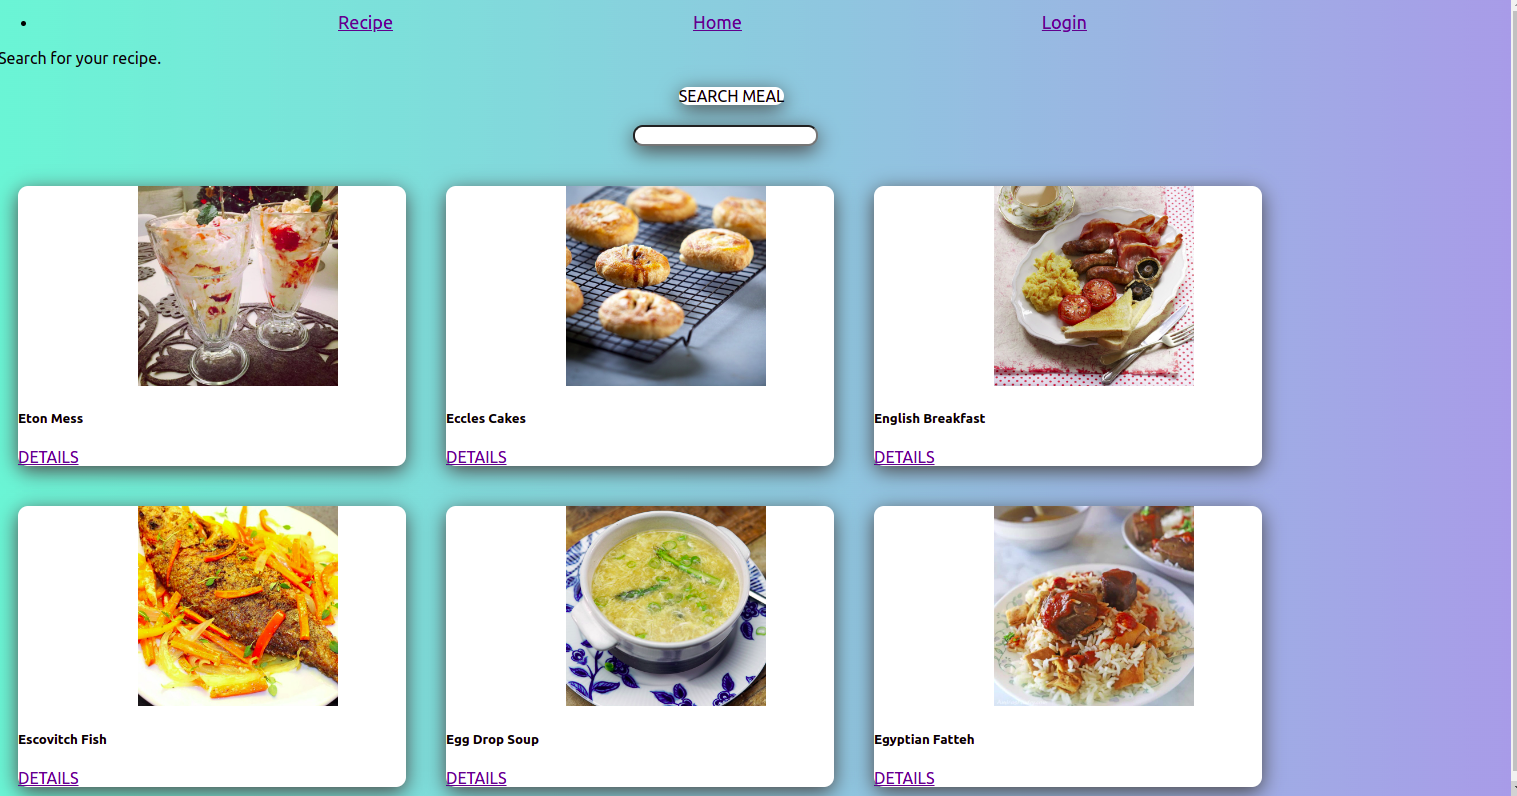 Recipe Home Login
Search for your recipe.
SEARCH MEAL
Eton Mess Eccles Cakes English Breakfast
DETAILS DETAILS DETAILS
Escovitch Fish Egg Drop Soup Egyptian Fatteh
DETAILS DETAILS DETAILS